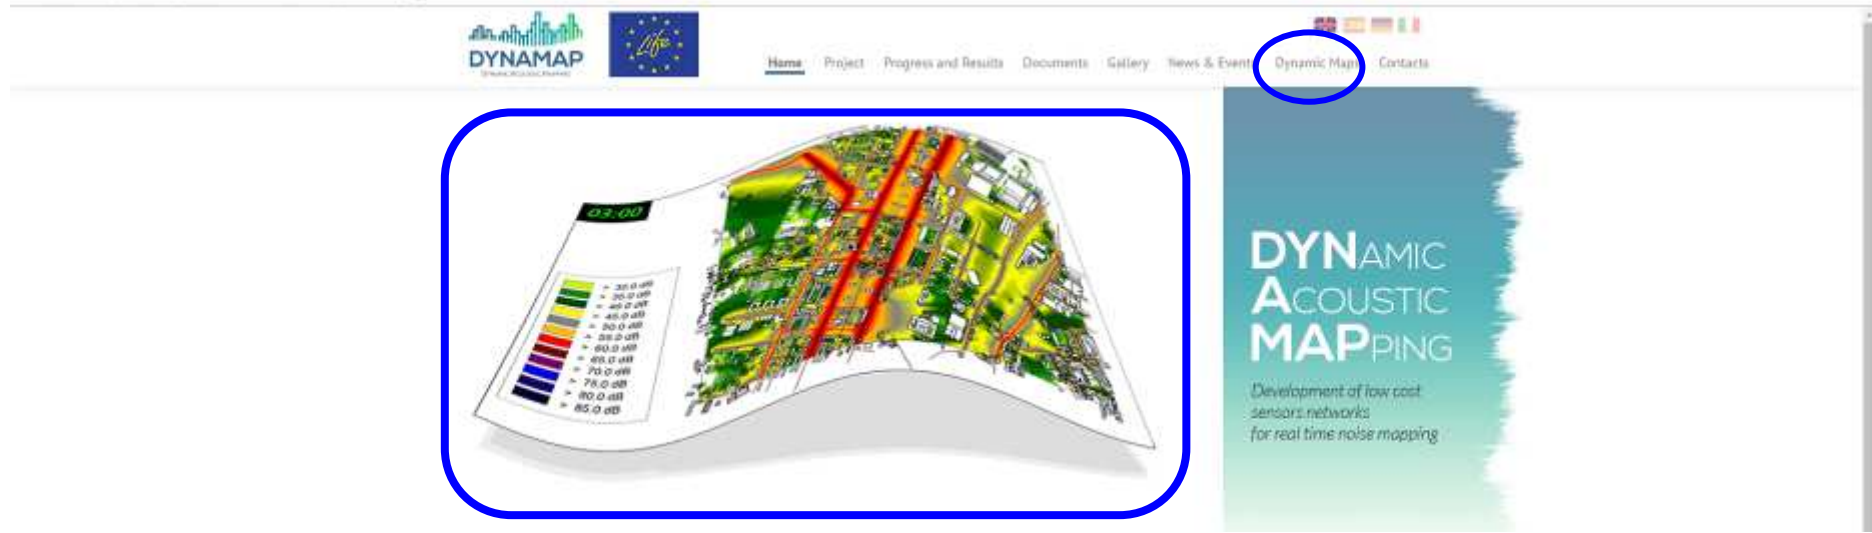 DYNAMAP
Life
Home Project Progress and Results Documents Gallery News & Events Dynamic Maps Contacts
03:00
> 35.0 dB
> 40.0 dB
> 45.0 dB
> 50.0 dB
> 55.0 dB
> 60.0 dB
> 65.0 dB
> 70.0 dB
> 75.0 dB
> 80.0 dB
> 85.0 dB
DYNAMIC
ACOUSTIC
MAPPING
Development of low cost
sensors networks
for real time noise mapping